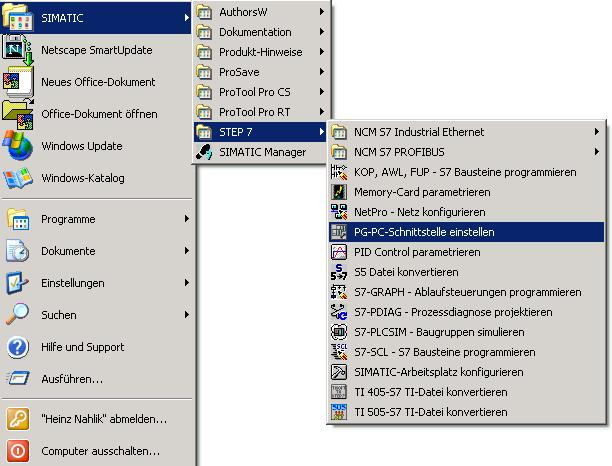 SIMATIC
Netscape SmartUpdate
Neues Office-Dokument
Office-Dokument öffnen
Windows Update
Windows-Katalog
Programme
Dokumente
Einstellungen
Suchen
Hilfe und Support
Ausführen...
"Heinz Nahlik" abmelden...
Computer ausschalten...
AuthorsW
Dokumentation
Produkt-Hinweise
ProSave
ProTool Pro CS
ProTool Pro RT
STEP 7
SIMATIC Manager
NCM S7 Industrial Ethernet
NCM S7 PROFIBUS
KOP, AWL, FUP - S7 Bausteine programmieren
Memory-Card parametrieren
NetPro - Netz konfigurieren
PG-PC-Schnittstelle einstellen
PID Control parametrieren
S5 Datei konvertieren
S7-GRAPH - Ablaufsteuerungen programmieren
S7-PDIAG - Prozessdiagnose projektieren
S7-PLCSIM - Baugruppen simulieren
S7-SCL - S7 Bausteine programmieren
SIMATIC-Arbeitsplatz konfigurieren
TI 405-S7 TI-Datei konvertieren
TI 505-S7 TI-Datei konvertieren